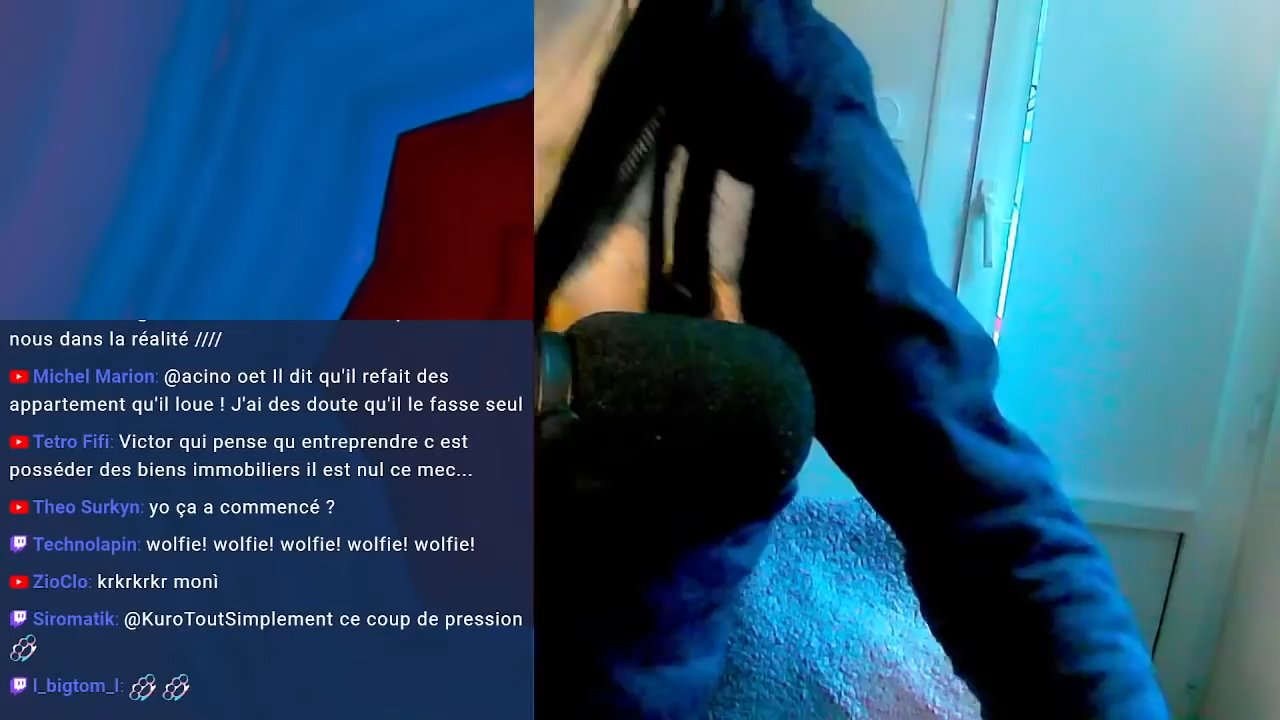 nous dans la réalité ////
Michel Marion: @acino oet Il dit qu'il refait des
appartement qu'il loue ! J'ai des doute qu'il le fasse seul
Tetro Fifi: Victor qui pense qu entreprendre c est
posséder des biens immobiliers il est nul ce mec...
Theo Surkyn: yo ça a commencé ?
Technolapin: wolfie! wolfie! wolfie! wolfie! wolfie!
ZioClo: krkrkrkr monì
Siromatik: @KuroToutSimplement ce coup de pression
l_bigtom_l: